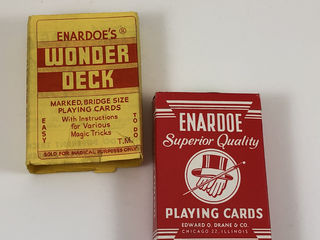 ENARDOE'S ®
WONDER
DECK
MARKED, BRIDGE SIZE
PLAYING CARDS
EASY
With Instructions
for Various
Magic Tricks
TO DO
T.M.
SOLD FOR MAGICAL PURPOSES ONLY
ENARDOE
Superior Quality
PLAYING CARDS
EDWARD O. DRANE & CO.
CHICAGO 22, ILLINOIS